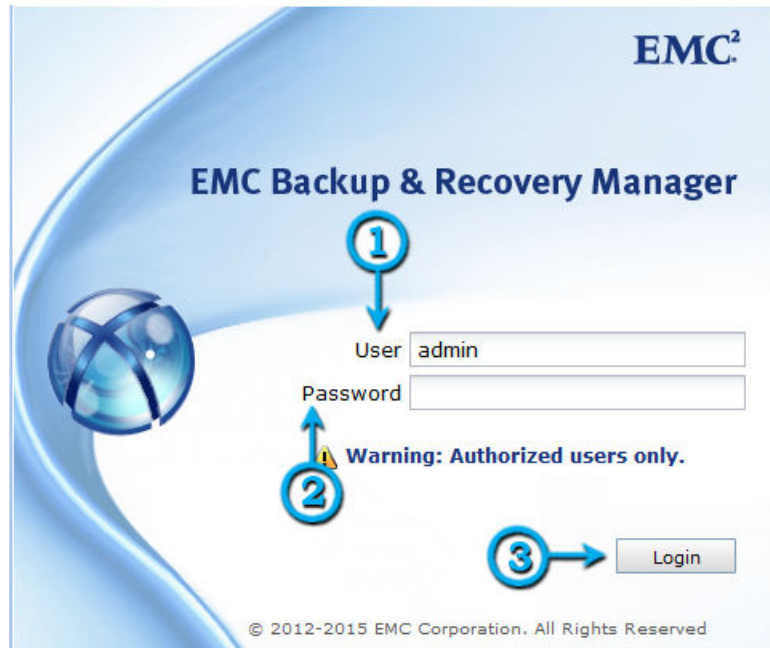 EMC²
EMC Backup & Recovery Manager
1
User admin
Password
Warning: Authorized users only.
2
3 Login
© 2012-2015 EMC Corporation. All Rights Reserved